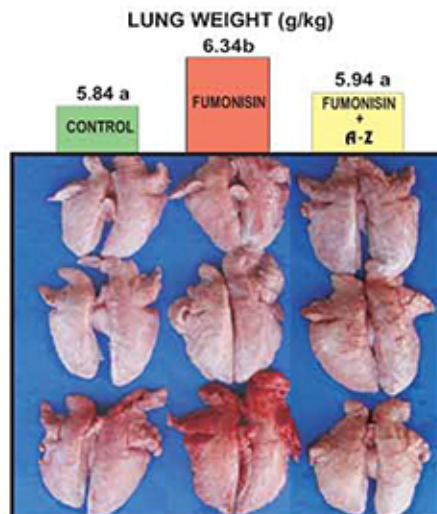 LUNG WEIGHT (g/kg)
5.84 a
6.34b
5.94 a
CONTROL
FUMONISIN
FUMONISIN
+
A-Z